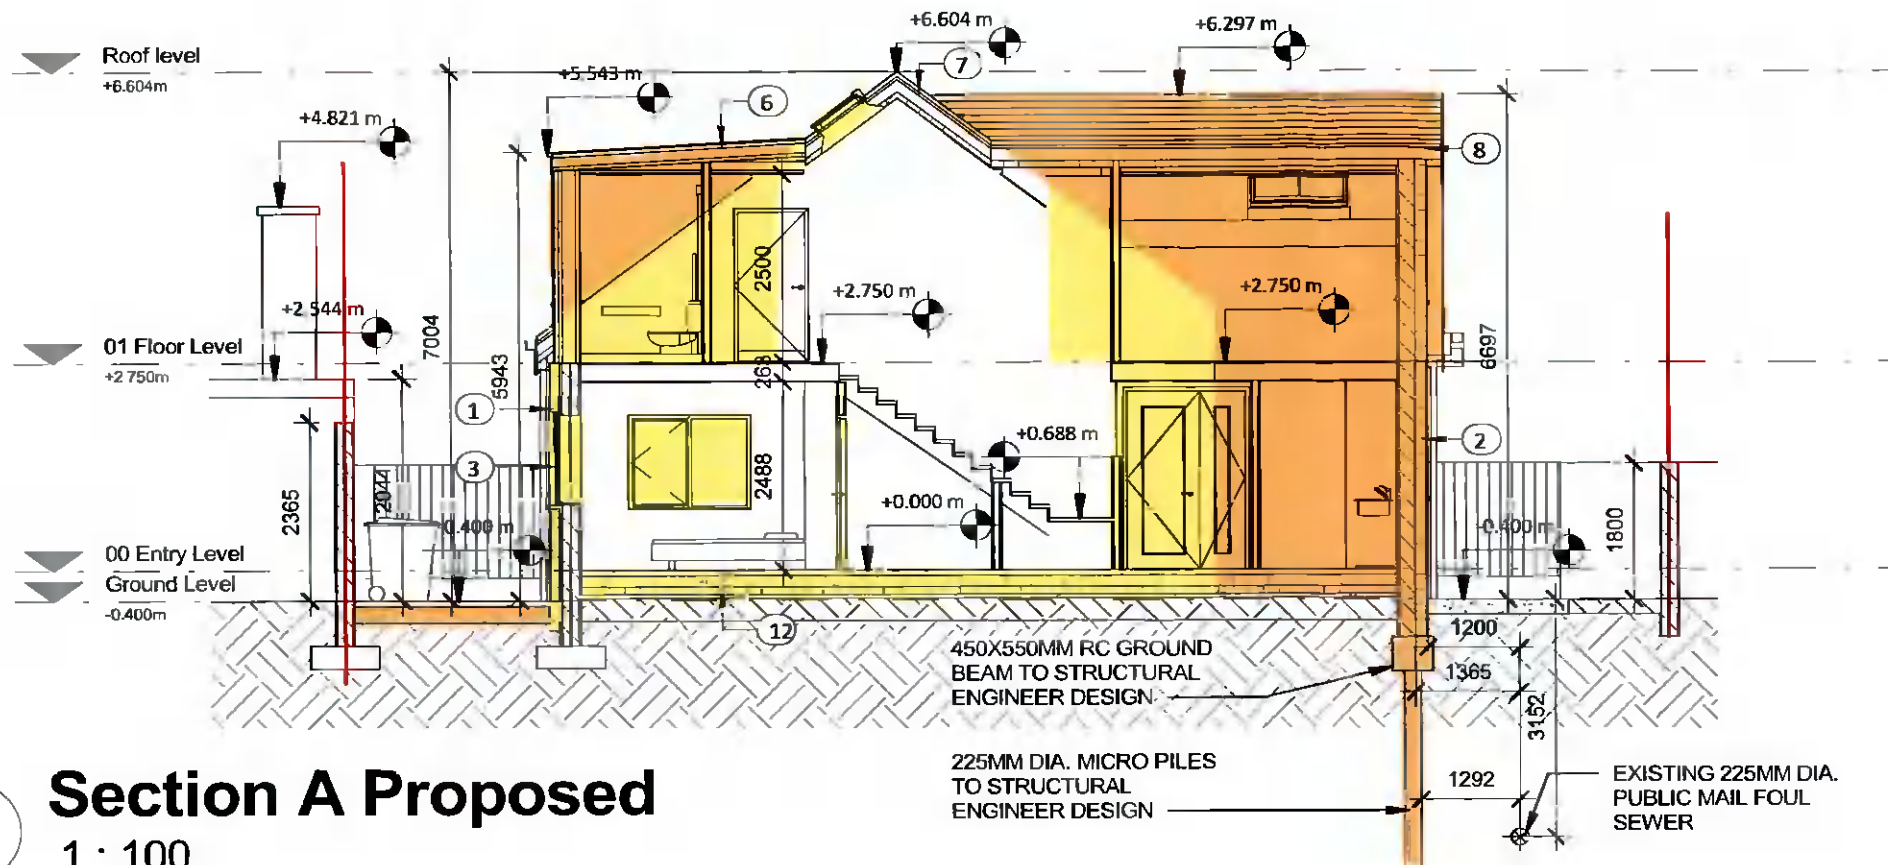 +6.604 m
+6.297 m
Roof level
+6.604m
+5.543 m
7
6
+4.821 m
8
2500
+2.750 m
+2.750 m
+2.544 m
7004
01 Floor Level
+2 750m
268
5943
6697
1
+0.688 m
2
3
2488
2044
2365
+0.000 m
-0.400 m
-0.400 m
1800
00 Entry Level
Ground Level
-0.400m
12
1200
450X550MM RC GROUND
BEAM TO STRUCTURAL
ENGINEER DESIGN
1365
3152
225MM DIA. MICRO PILES
TO STRUCTURAL
ENGINEER DESIGN
1292
EXISTING 225MM DIA.
PUBLIC MAIL FOUL
SEWER
Section A Proposed
1 : 100